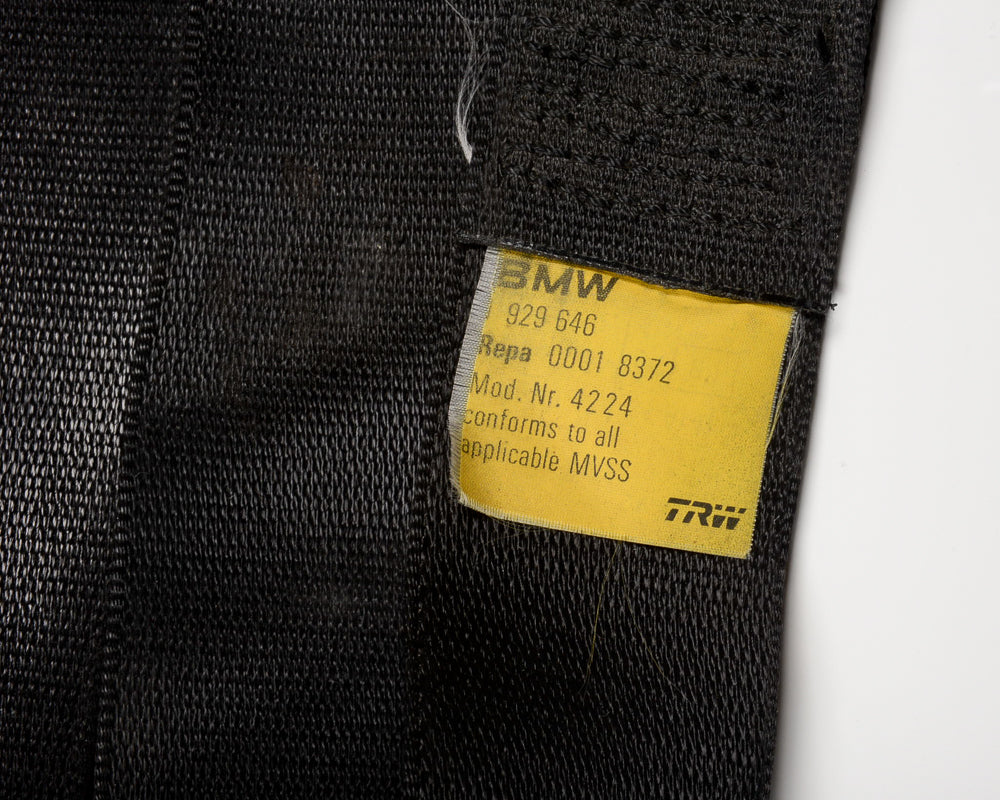 BMW
929 646
Repa 0001 8372
Mod. Nr. 4224
conforms to all
applicable MVSS
TRW